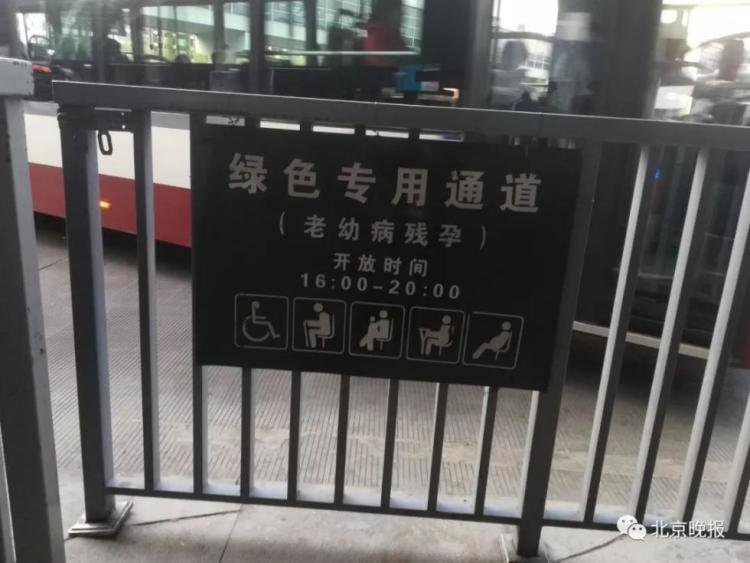 绿色专用通道
（老幼病残孕）
开放时间
16:00-20:00
北京晚报